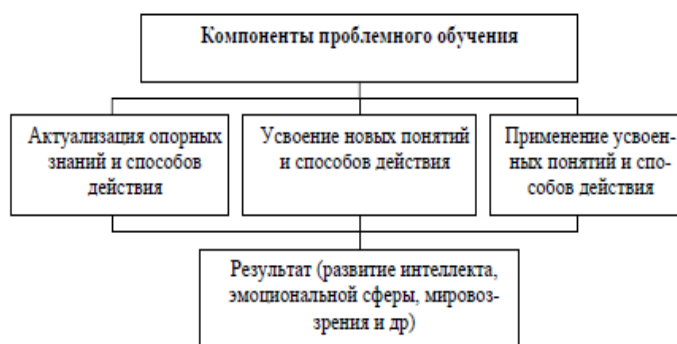 Компоненты проблемного обучения
Актуализация опорных
знаний и способов
действия
Усвоение новых понятий
и способов действия
Применение усвоен-
ных понятий и спо-
собов действия
Результат (развитие интеллекта,
эмоциональной сферы, мировоз-
зрения и др)